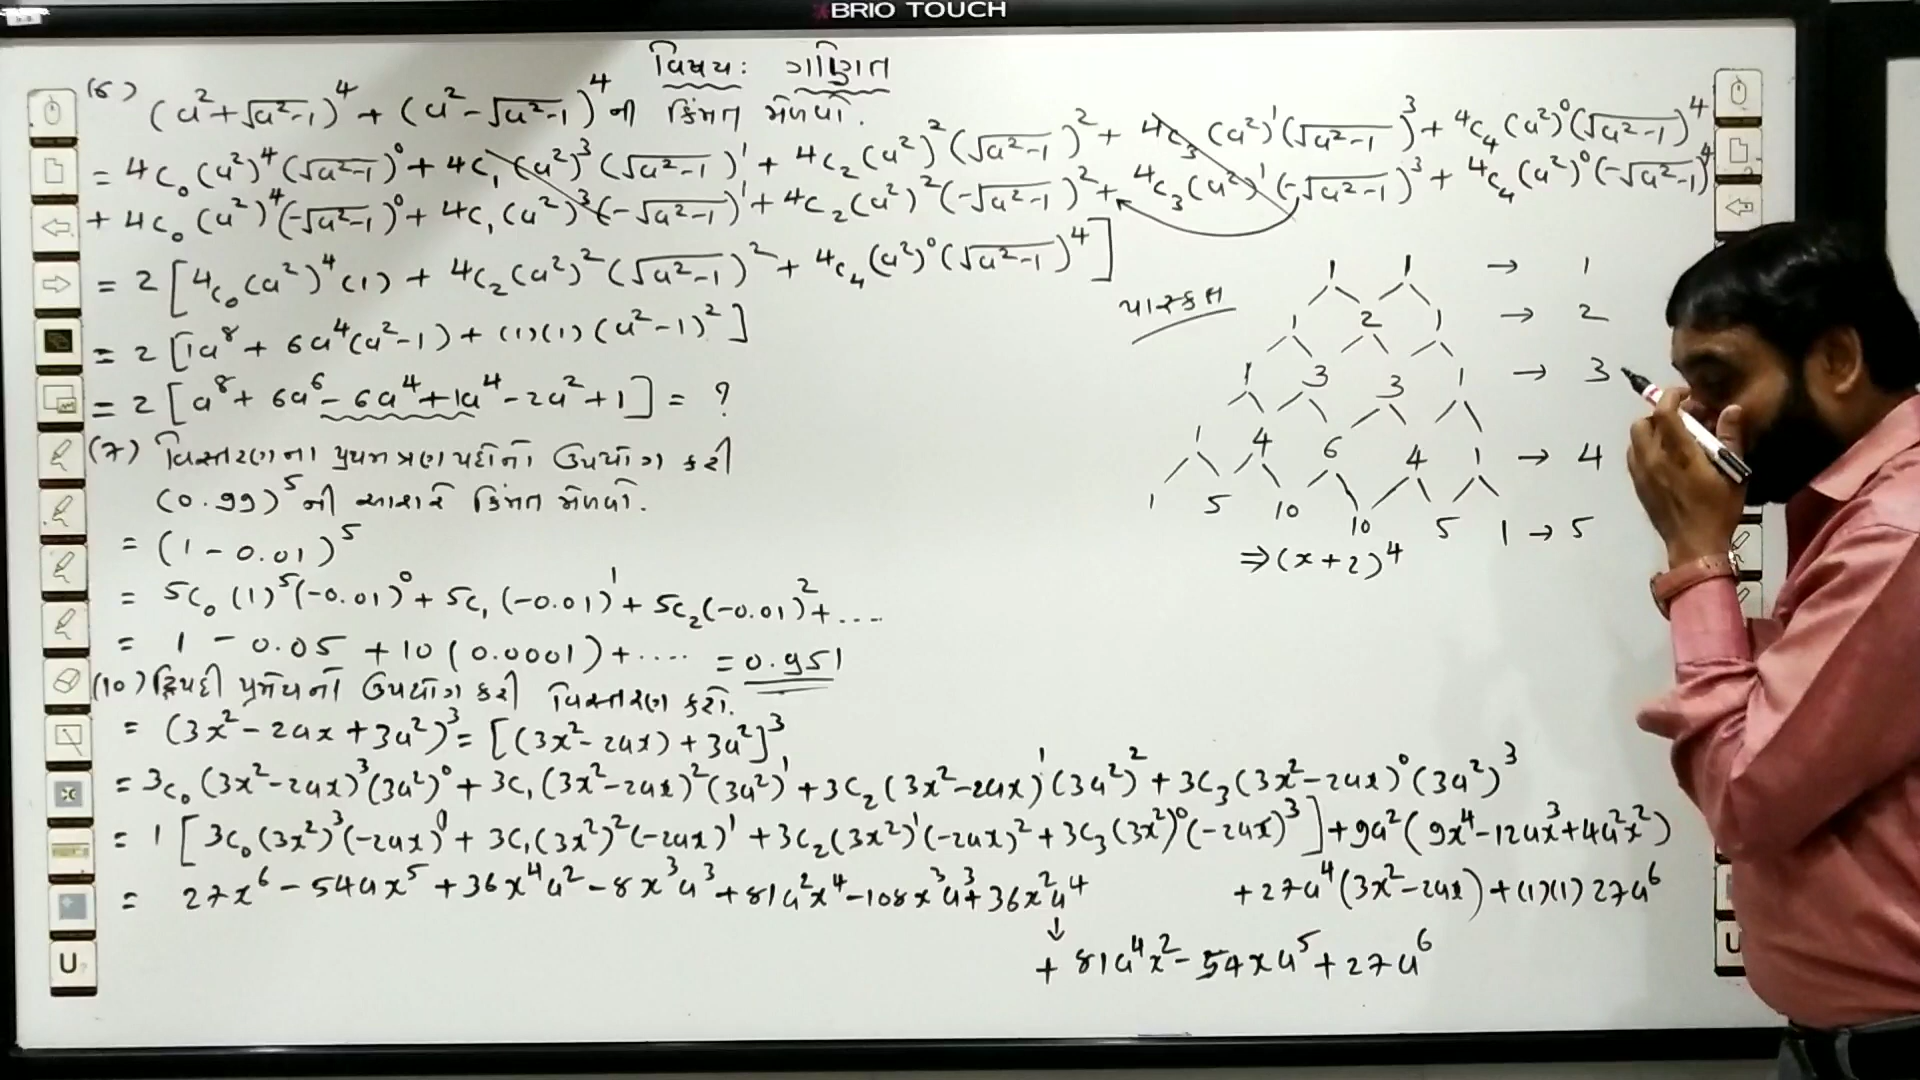 BRIO TOUCH
વિષય: ગણિત
(6) (a²+√a²-1)⁴ + (a²-√a²-1)⁴ ની કિંમત મેળવો.
= 4c₀(a²)⁴(√a²-1)⁰ + 4c₁(a²)³(√a²-1)¹ + 4c₂(a²)²(√a²-1)² + 4c₃(a²)¹(√a²-1)³ + 4c₄(a²)⁰(√a²-1)⁴
+ 4c₀(a²)⁴(-√a²-1)⁰ + 4c₁(a²)³(-√a²-1)¹ + 4c₂(a²)²(-√a²-1)² + 4c₃(a²)¹(-√a²-1)³ + 4c₄(a²)⁰(-√a²-1)⁴
= 2[4c₀(a²)⁴(1) + 4c₂(a²)²(√a²-1)² + 4c₄(a²)⁰(√a²-1)⁴]
= 2[1a⁸ + 6a⁴(a²-1) + (1)(1)(a²-1)²]
= 2[a⁸ + 6a⁶ - 6a⁴ + 1a⁴ - 2a² + 1] = ?
(7) વિસ્તરણના પ્રથમ ત્રણ પદોનો ઉપયોગ કરી
(0.99)⁵ની આશરે કિંમત મેળવો.
= (1 - 0.01)⁵
= 5c₀(1)⁵(-0.01)⁰ + 5c₁(-0.01)¹ + 5c₂(-0.01)² + ....
= 1 - 0.05 + 10(0.0001) + .... = 0.951
(10) દ્વિપદી પ્રમેયનો ઉપયોગ કરી વિસ્તરણ કરો.
= (3x² - 2ax + 3a²)³ = [(3x² - 2ax) + 3a²]³
= 3c₀(3x²-2ax)³(3a²)⁰ + 3c₁(3x²-2ax)²(3a²)¹ + 3c₂(3x²-2ax)¹(3a²)² + 3c₃(3x²-2ax)⁰(3a²)³
= 1[3c₀(3x²)³(-2ax)⁰ + 3c₁(3x²)²(-2ax)¹ + 3c₂(3x²)¹(-2ax)² + 3c₃(3x²)⁰(-2ax)³] + 9a²(9x⁴ - 12ax³ + 4a²x²)
+ 27a⁴(3x²-2ax) + (1)(1)27a⁶
= 27x⁶ - 54ax⁵ + 36x⁴a² - 8x³a³ + 81a²x⁴ - 108x³a³ + 36x²a⁴
↓
+ 81a⁴x² - 54xa⁵ + 27a⁶
પાસ્કલ
1 1 → 1
1 2 1 → 2
1 3 3 1 → 3
1 4 6 4 1 → 4
1 5 10 10 5 1 → 5
⇒ (x+2)⁴
U
U